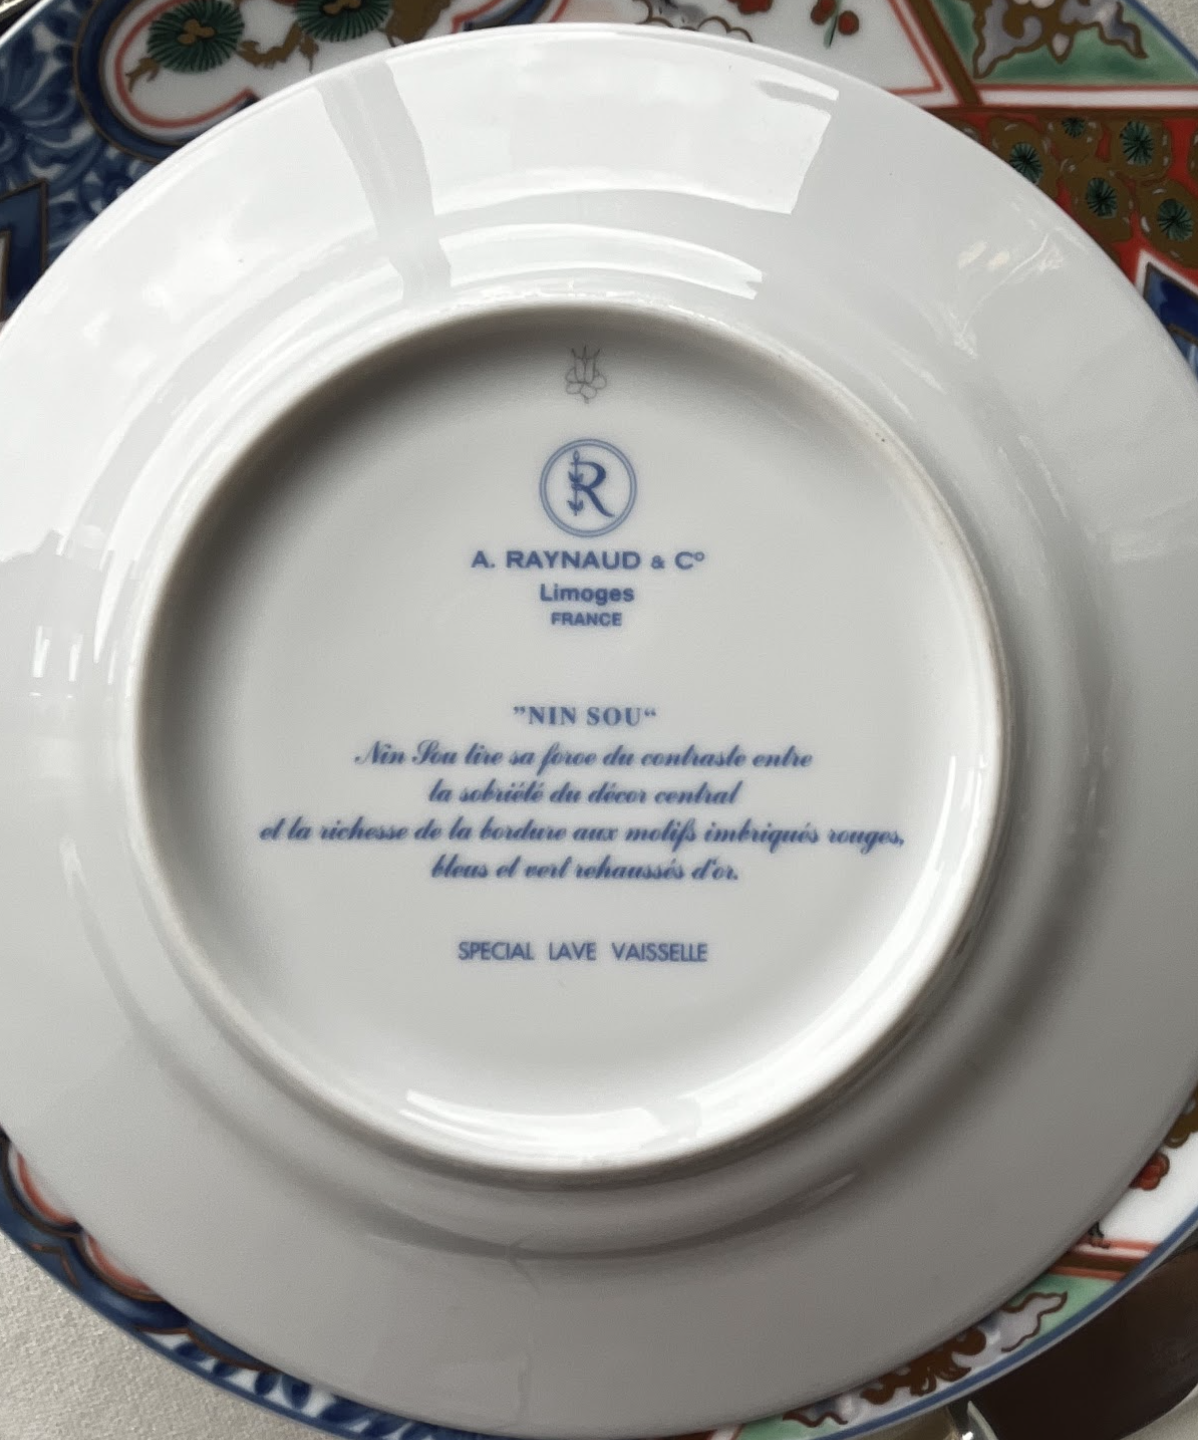 R
A. RAYNAUD & Cº
Limoges
FRANCE
"NIN SOU"
Nin Sou tire sa force du contraste entre
la sobriété du décor central
et la richesse de la bordure aux motifs imbriqués rouges,
bleus et vert rehaussés d'or.
SPECIAL LAVE VAISSELLE